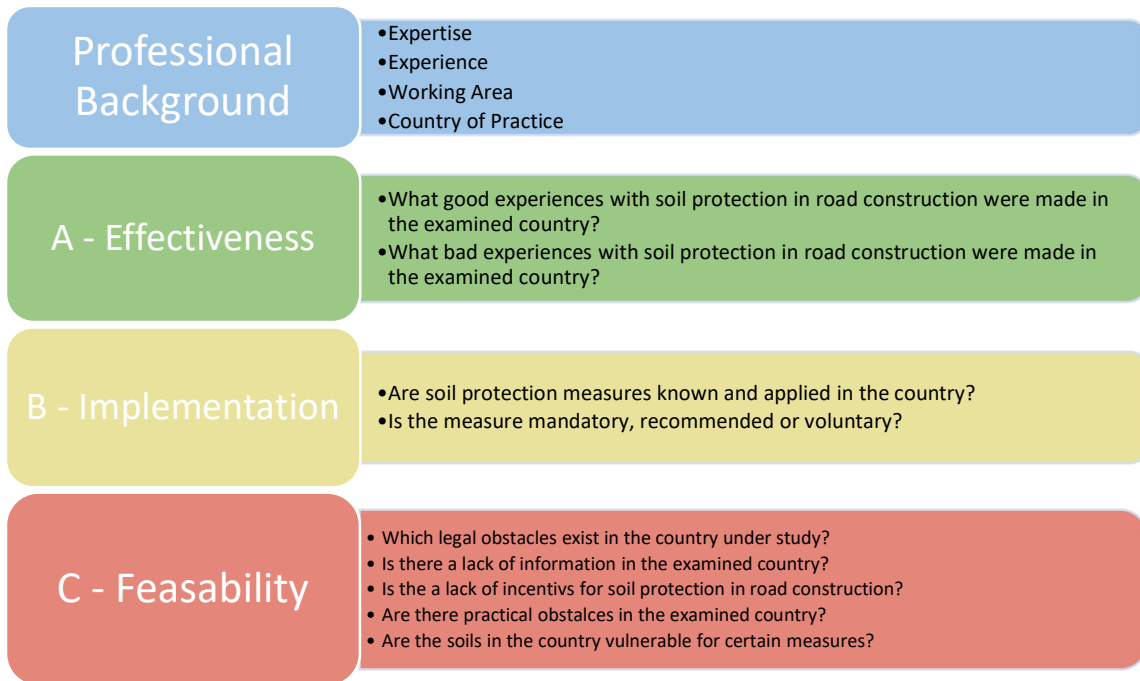 Professional
Background
•Expertise
•Experience
•Working Area
•Country of Practice
A - Effectiveness
•What good experiences with soil protection in road construction were made in
the examined country?
•What bad experiences with soil protection in road construction were made in
the examined country?
B - Implementation
•Are soil protection measures known and applied in the country?
•Is the measure mandatory, recommended or voluntary?
C - Feasability
• Which legal obstacles exist in the country under study?
• Is there a lack of information in the examined country?
• Is the a lack of incentivs for soil protection in road construction?
• Are there practical obstalces in the examined country?
• Are the soils in the country vulnerable for certain measures?